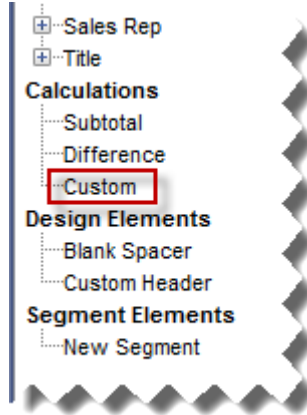 Sales Rep
Title
Calculations
Subtotal
Difference
Custom
Design Elements
Blank Spacer
Custom Header
Segment Elements
New Segment